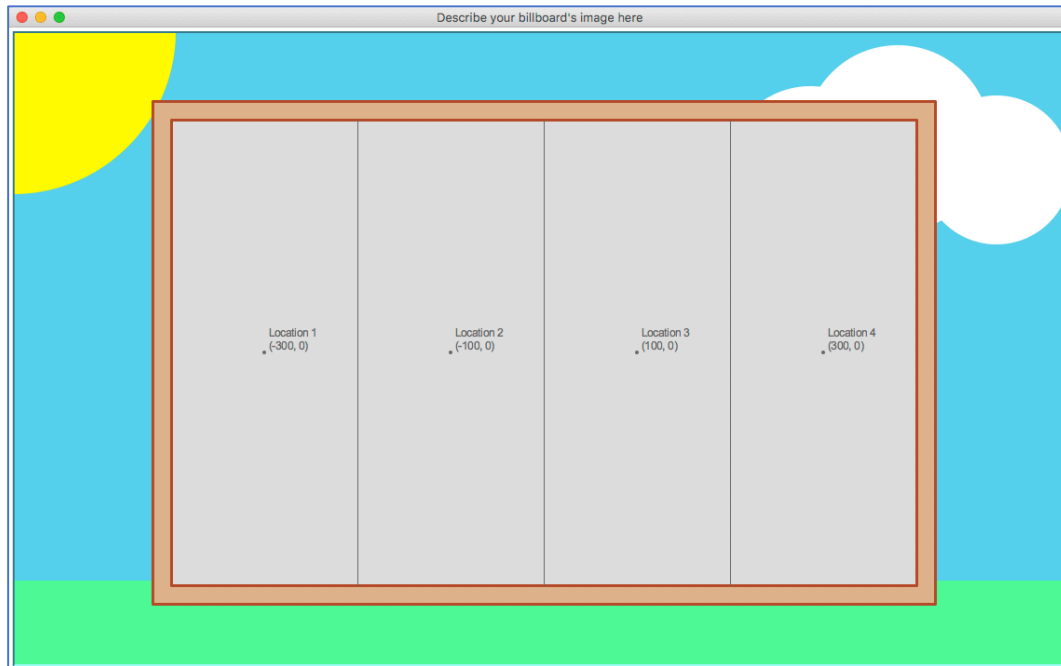 Describe your billboard's image here
Location 1
(-300, 0)
Location 2
(-100, 0)
Location 3
(100, 0)
Location 4
(300, 0)